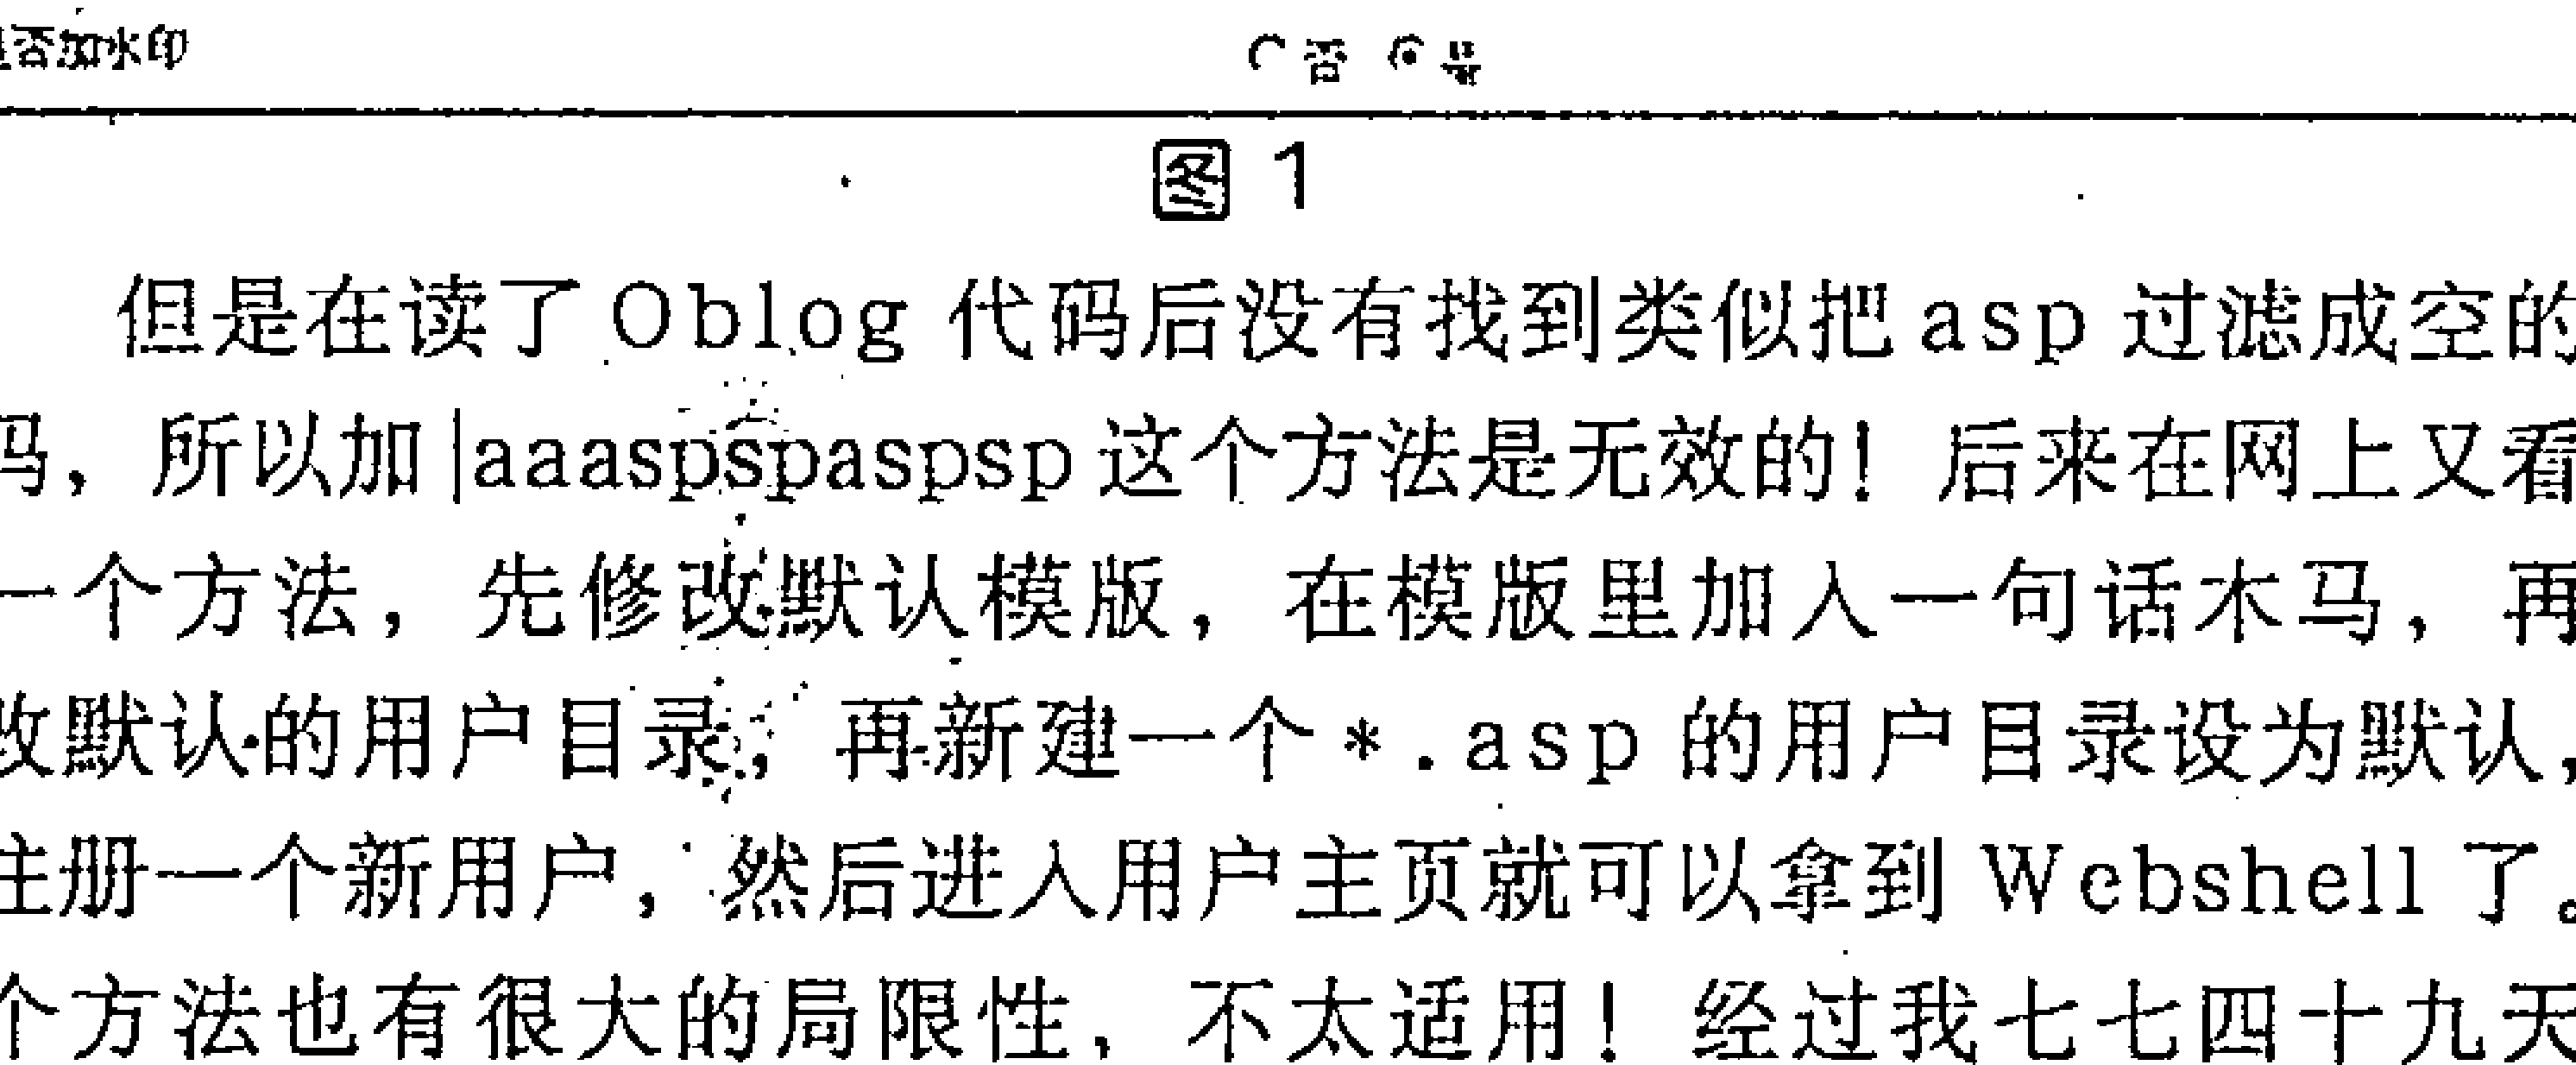 是否加水印 否 是
图 1
但是在读了 Oblog 代码后没有找到类似把 asp 过滤成空的
码，所以加|aaaspspaspsp 这个方法是无效的！后来在网上又看
一个方法，先修改默认模版，在模版里加入一句话木马，再
改默认的用户目录，再新建一个*.asp 的用户目录设为默认，
注册一个新用户，然后进入用户主页就可以拿到 Webshell 了。
个方法也有很大的局限性，不太适用！经过我七七四十九天